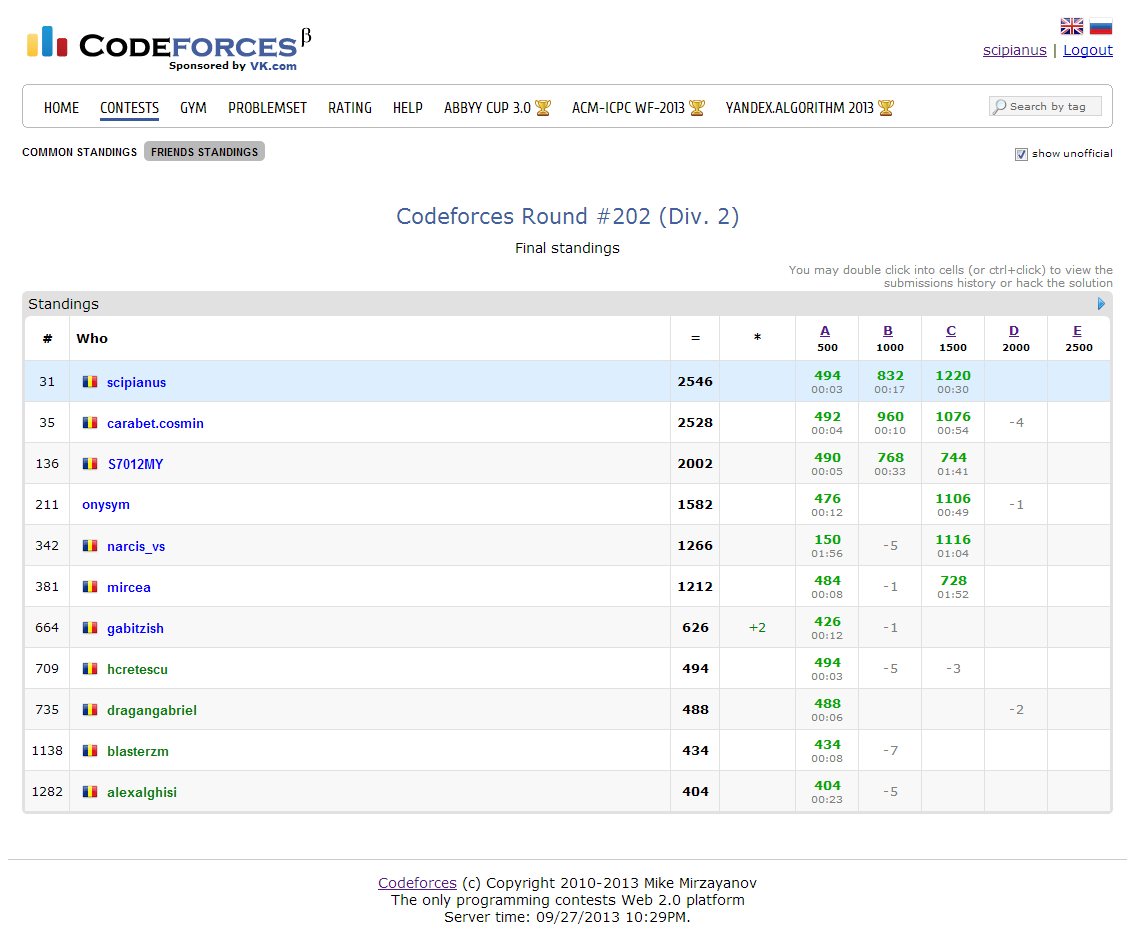 CODEFORCES β
Sponsored by VK.com
scipianus | Logout
HOME CONTESTS GYM PROBLEMSET RATING HELP ABBYY CUP 3.0 ACM-ICPC WF-2013 YANDEX.ALGORITHM 2013 Search by tag
COMMON STANDINGS FRIENDS STANDINGS show unofficial
Codeforces Round #202 (Div. 2)
Final standings
You may double click into cells (or ctrl+click) to view the
submissions history or hack the solution
Standings
# Who = * A B C D E
500 1000 1500 2000 2500
31 scipianus 2546 494 832 1220
00:03 00:17 00:30
35 carabet.cosmin 2528 492 960 1076 -4
00:04 00:10 00:54
136 S7012MY 2002 490 768 744
00:05 00:33 01:41
211 onysym 1582 476 1106 -1
00:12 00:49
342 narcis_vs 1266 150 -5 1116
01:56 01:04
381 mircea 1212 484 -1 728
00:08 01:52
664 gabitzish 626 +2 426 -1
00:12
709 hcretescu 494 494 -5 -3
00:03
735 dragangabriel 488 488 -2
00:06
1138 blasterzm 434 434 -7
00:08
1282 alexalghisi 404 404 -5
00:23
Codeforces (c) Copyright 2010-2013 Mike Mirzayanov
The only programming contests Web 2.0 platform
Server time: 09/27/2013 10:29PM.